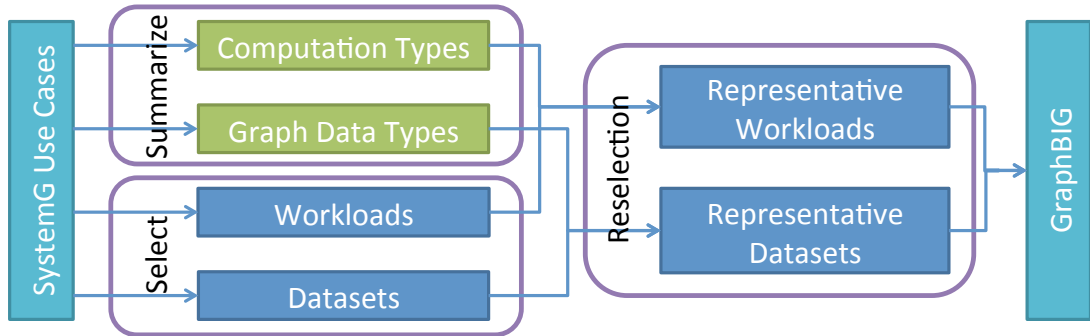 SystemG Use Cases
Summarize
Computation Types
Graph Data Types
Select
Workloads
Datasets
Reselection
Representative
Workloads
Representative
Datasets
GraphBIG